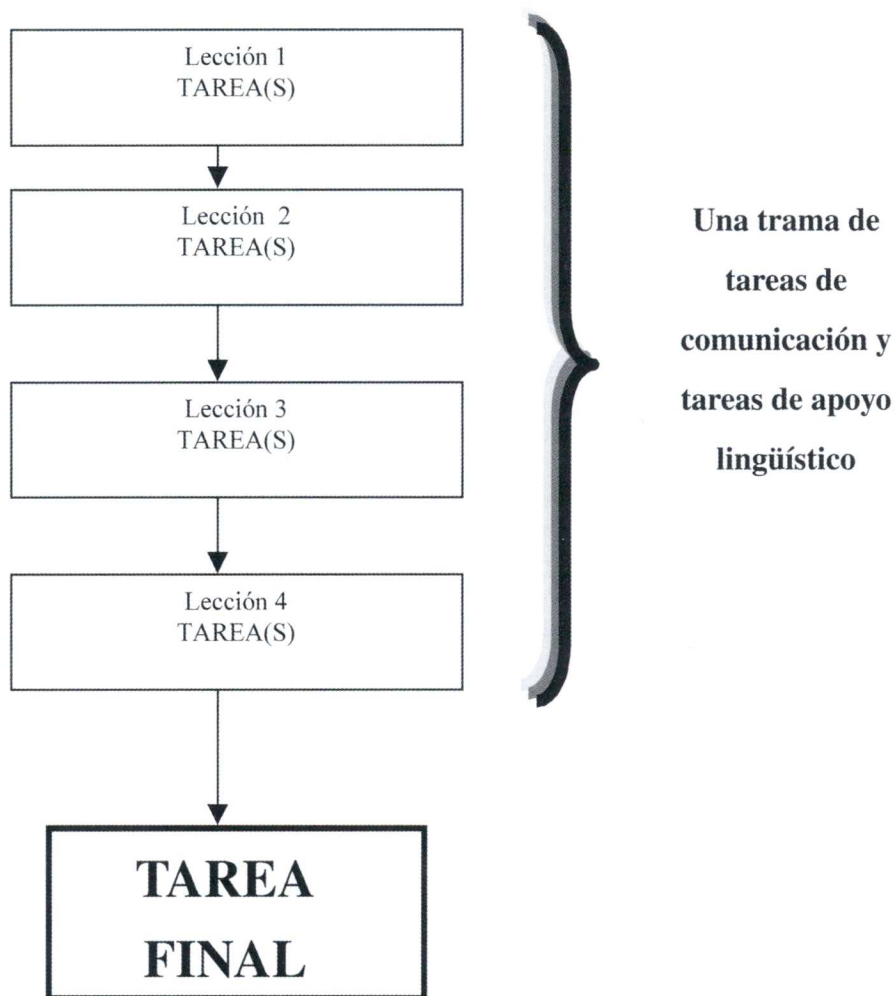 Lección 1
TAREA(S)
Lección 2
TAREA(S)
Lección 3
TAREA(S)
Lección 4
TAREA(S)
Una trama de
tareas de
comunicación y
tareas de apoyo
lingüístico
TAREA
FINAL